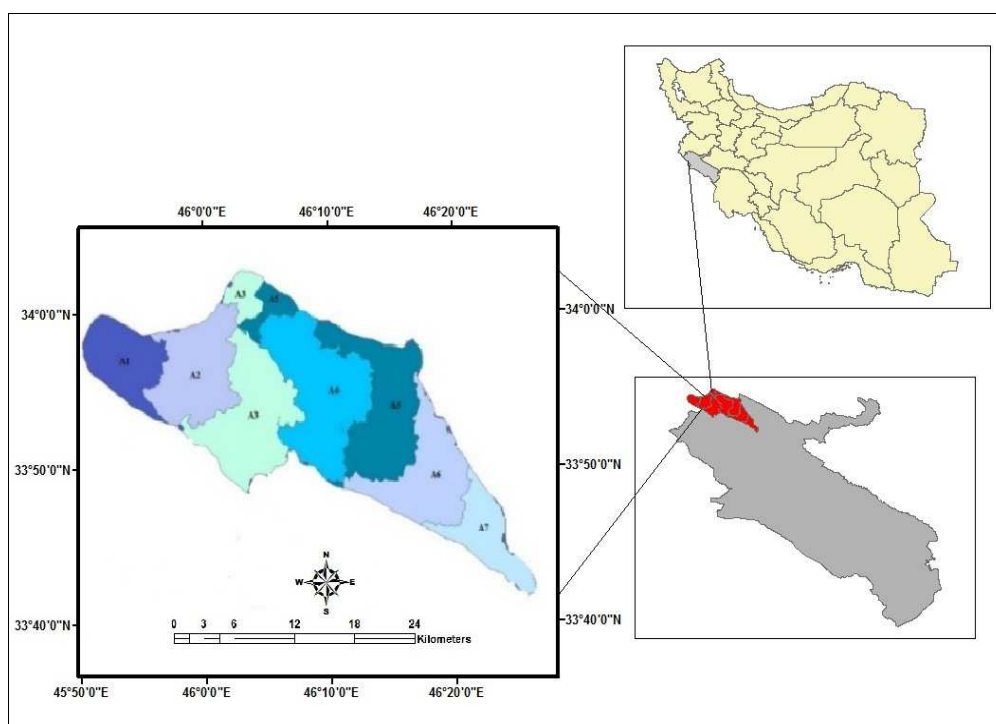 46°0'0"E 46°10'0"E 46°20'0"E
34°0'0"N 34°0'0"N
33°50'0"N 33°50'0"N
33°40'0"N 33°40'0"N
A3
A5
A1
A2
A4
A3
A5
A6
A7
N
W E
S
0 3 6 12 18 24
Kilometers
45°50'0"E 46°0'0"E 46°10'0"E 46°20'0"E